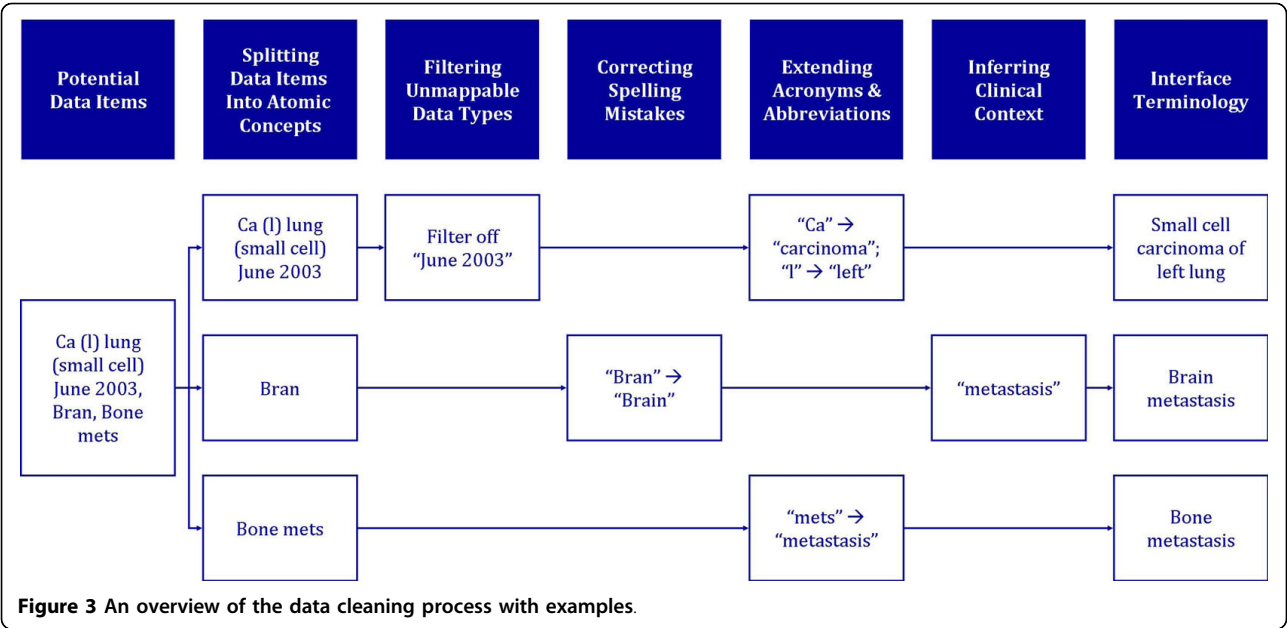 Potential
Data Items
Splitting
Data Items
Into Atomic
Concepts
Filtering
Unmappable
Data Types
Correcting
Spelling
Mistakes
Extending
Acronyms &
Abbreviations
Inferring
Clinical
Context
Interface
Terminology
Ca (l) lung
(small cell)
June 2003,
Bran, Bone
mets
Ca (l) lung
(small cell)
June 2003
Filter off
“June 2003”
“Ca” →
“carcinoma”;
“l” → “left”
Small cell
carcinoma of
left lung
Bran
“Bran” →
“Brain”
“metastasis”
Brain
metastasis
Bone mets
“mets” →
“metastasis”
Bone
metastasis
Figure 3 An overview of the data cleaning process with examples.